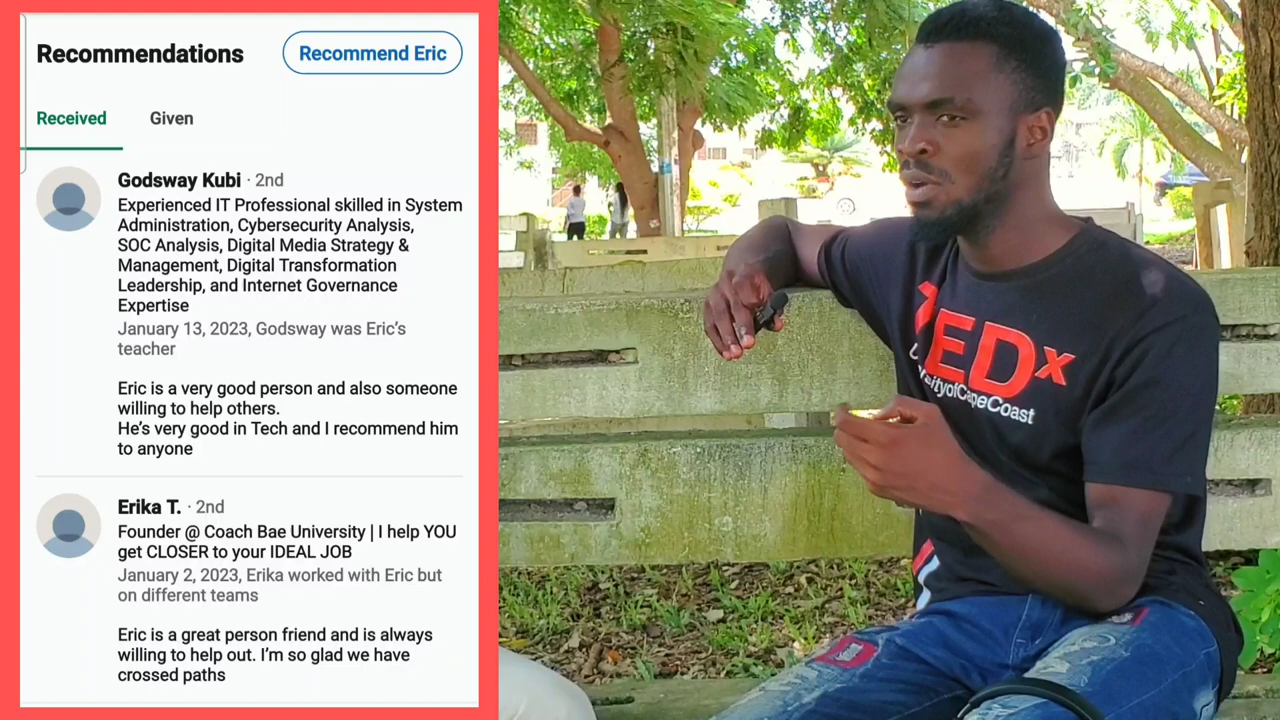 Recommendations
Recommend Eric
Received
Given
Godsway Kubi · 2nd
Experienced IT Professional skilled in System
Administration, Cybersecurity Analysis,
SOC Analysis, Digital Media Strategy &
Management, Digital Transformation
Leadership, and Internet Governance
Expertise
January 13, 2023, Godsway was Eric's
teacher
Eric is a very good person and also someone
willing to help others.
He's very good in Tech and I recommend him
to anyone
Erika T. · 2nd
Founder @ Coach Bae University | I help YOU
get CLOSER to your IDEAL JOB
January 2, 2023, Erika worked with Eric but
on different teams
Eric is a great person friend and is always
willing to help out. I'm so glad we have
crossed paths
TEDx
UniversityofCapeCoast